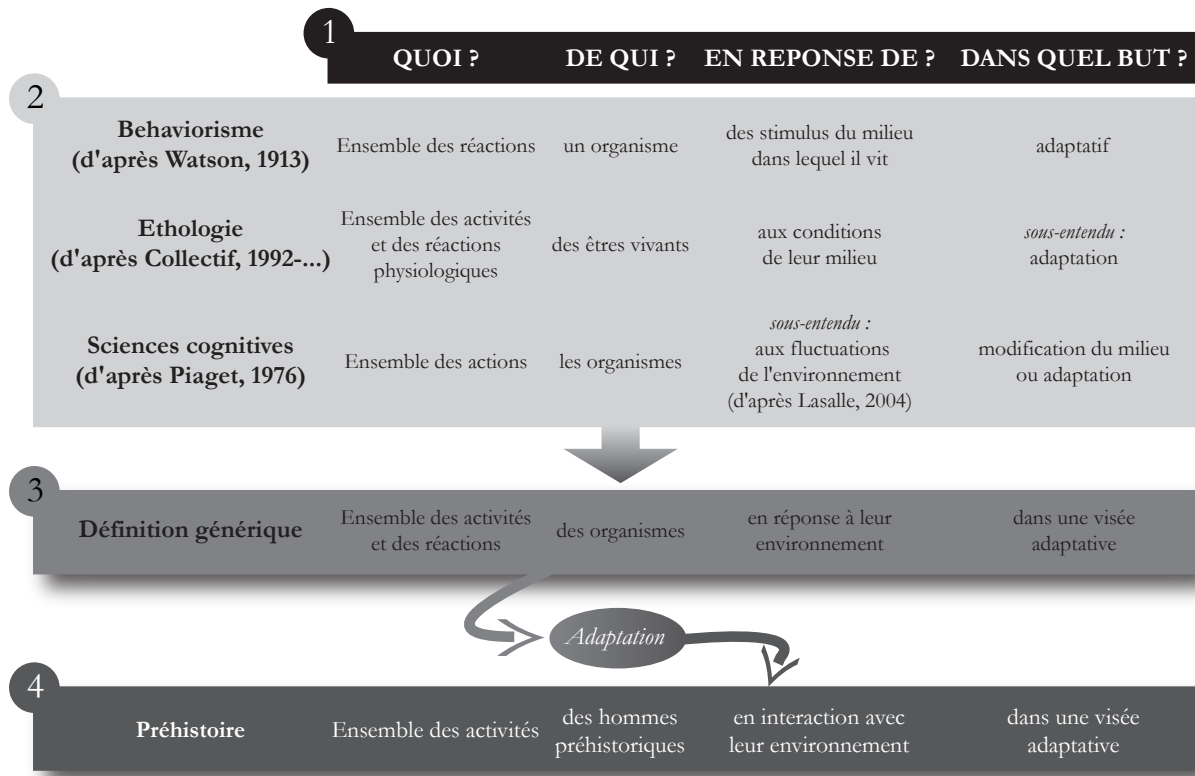 1
QUOI ? DE QUI ? EN REPONSE DE ? DANS QUEL BUT ?
2
Behaviorisme
(d'après Watson, 1913)
Ensemble des réactions
un organisme
des stimulus du milieu
dans lequel il vit
adaptatif
Ethologie
(d'après Collectif, 1992-...)
Ensemble des activités
et des réactions
physiologiques
des êtres vivants
aux conditions
de leur milieu
sous-entendu :
adaptation
Sciences cognitives
(d'après Piaget, 1976)
Ensemble des actions
les organismes
sous-entendu :
aux fluctuations
de l'environnement
(d'après Lasalle, 2004)
modification du milieu
ou adaptation
3
Définition générique
Ensemble des activités
et des réactions
des organismes
en réponse à leur
environnement
dans une visée
adaptative
Adaptation
4
Préhistoire
Ensemble des activités
des hommes
préhistoriques
en interaction avec
leur environnement
dans une visée
adaptative